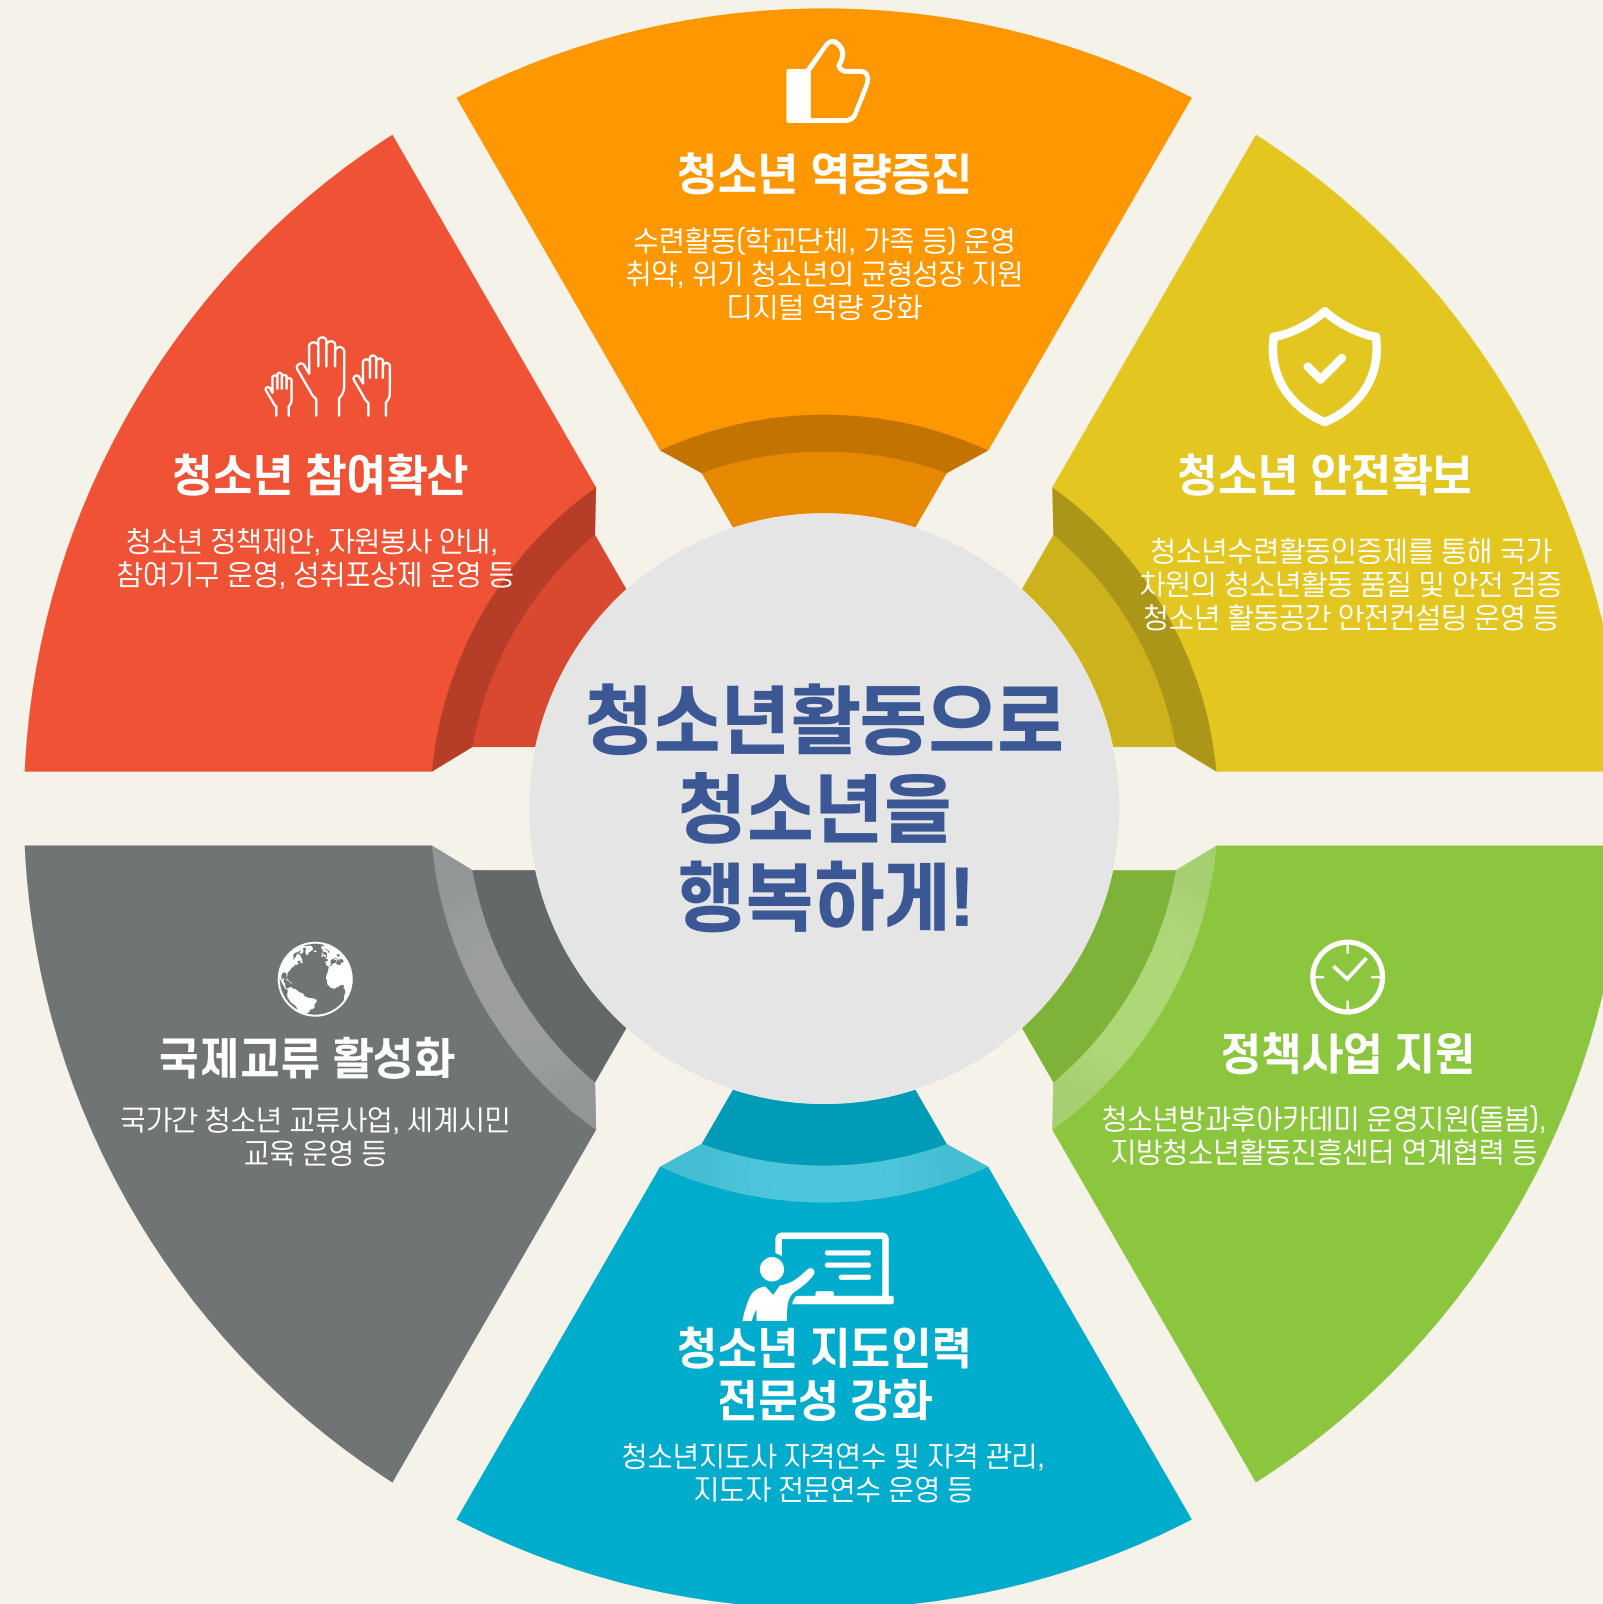 청소년 역량증진
수련활동(학교단체, 가족 등) 운영
취약, 위기 청소년의 균형성장 지원
디지털 역량 강화
청소년 참여확산
청소년 정책제안, 자원봉사 안내,
참여기구 운영, 성취포상제 운영 등
청소년 안전확보
청소년수련활동인증제를 통해 국가
차원의 청소년활동 품질 및 안전 검증
청소년 활동공간 안전컨설팅 운영 등
청소년활동으로
청소년을
행복하게!
국제교류 활성화
국가간 청소년 교류사업, 세계시민
교육 운영 등
정책사업 지원
청소년방과후아카데미 운영지원(돌봄),
지방청소년활동진흥센터 연계협력 등
청소년 지도인력
전문성 강화
청소년지도사 자격연수 및 자격 관리,
지도자 전문연수 운영 등